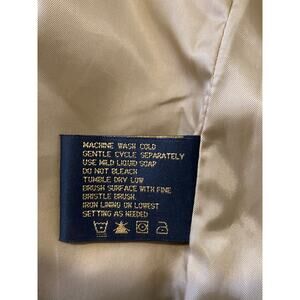 MACHINE WASH COLD
GENTLE CYCLE SEPARATELY
USE MILD LIQUID SOAP
DO NOT BLEACH
TUMBLE DRY LOW
BRUSH SURFACE WITH FINE
BRISTLE BRUSH.
IRON LINING ON LOWEST
SETTING AS NEEDED